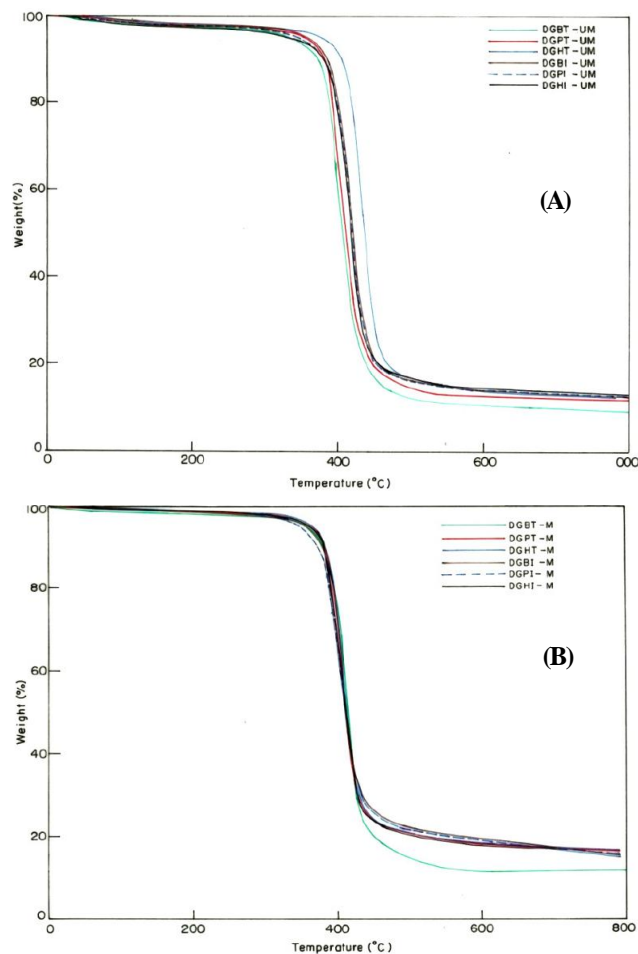 100
80
60
40
20
0
Weight(%)
DGBT-UM
DGPT-UM
DGHT-UM
DGBI -UM
DGPI -UM
DGHI -UM
(A)
200
400
600
000
Temperature (°C)
100
80
60
40
20
0
Weight(%)
DGBT-M
DGPT-M
DGHT-M
DGBI -M
DGPI-M
DGHI -M
(B)
0
200
400
600
800
Temperature (°C)